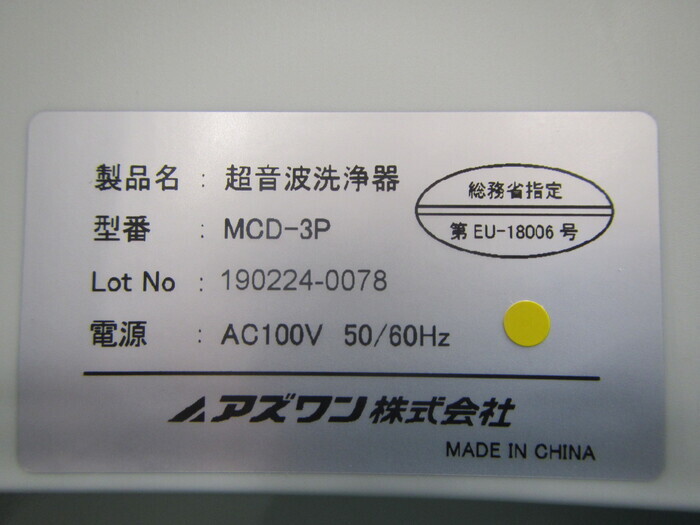 製品名 : 超音波洗浄器
型番 : MCD-3P
Lot No : 190224-0078
電源 : AC100V 50/60Hz
総務省指定
第 EU-18006 号
アズワン株式会社
MADE IN CHINA